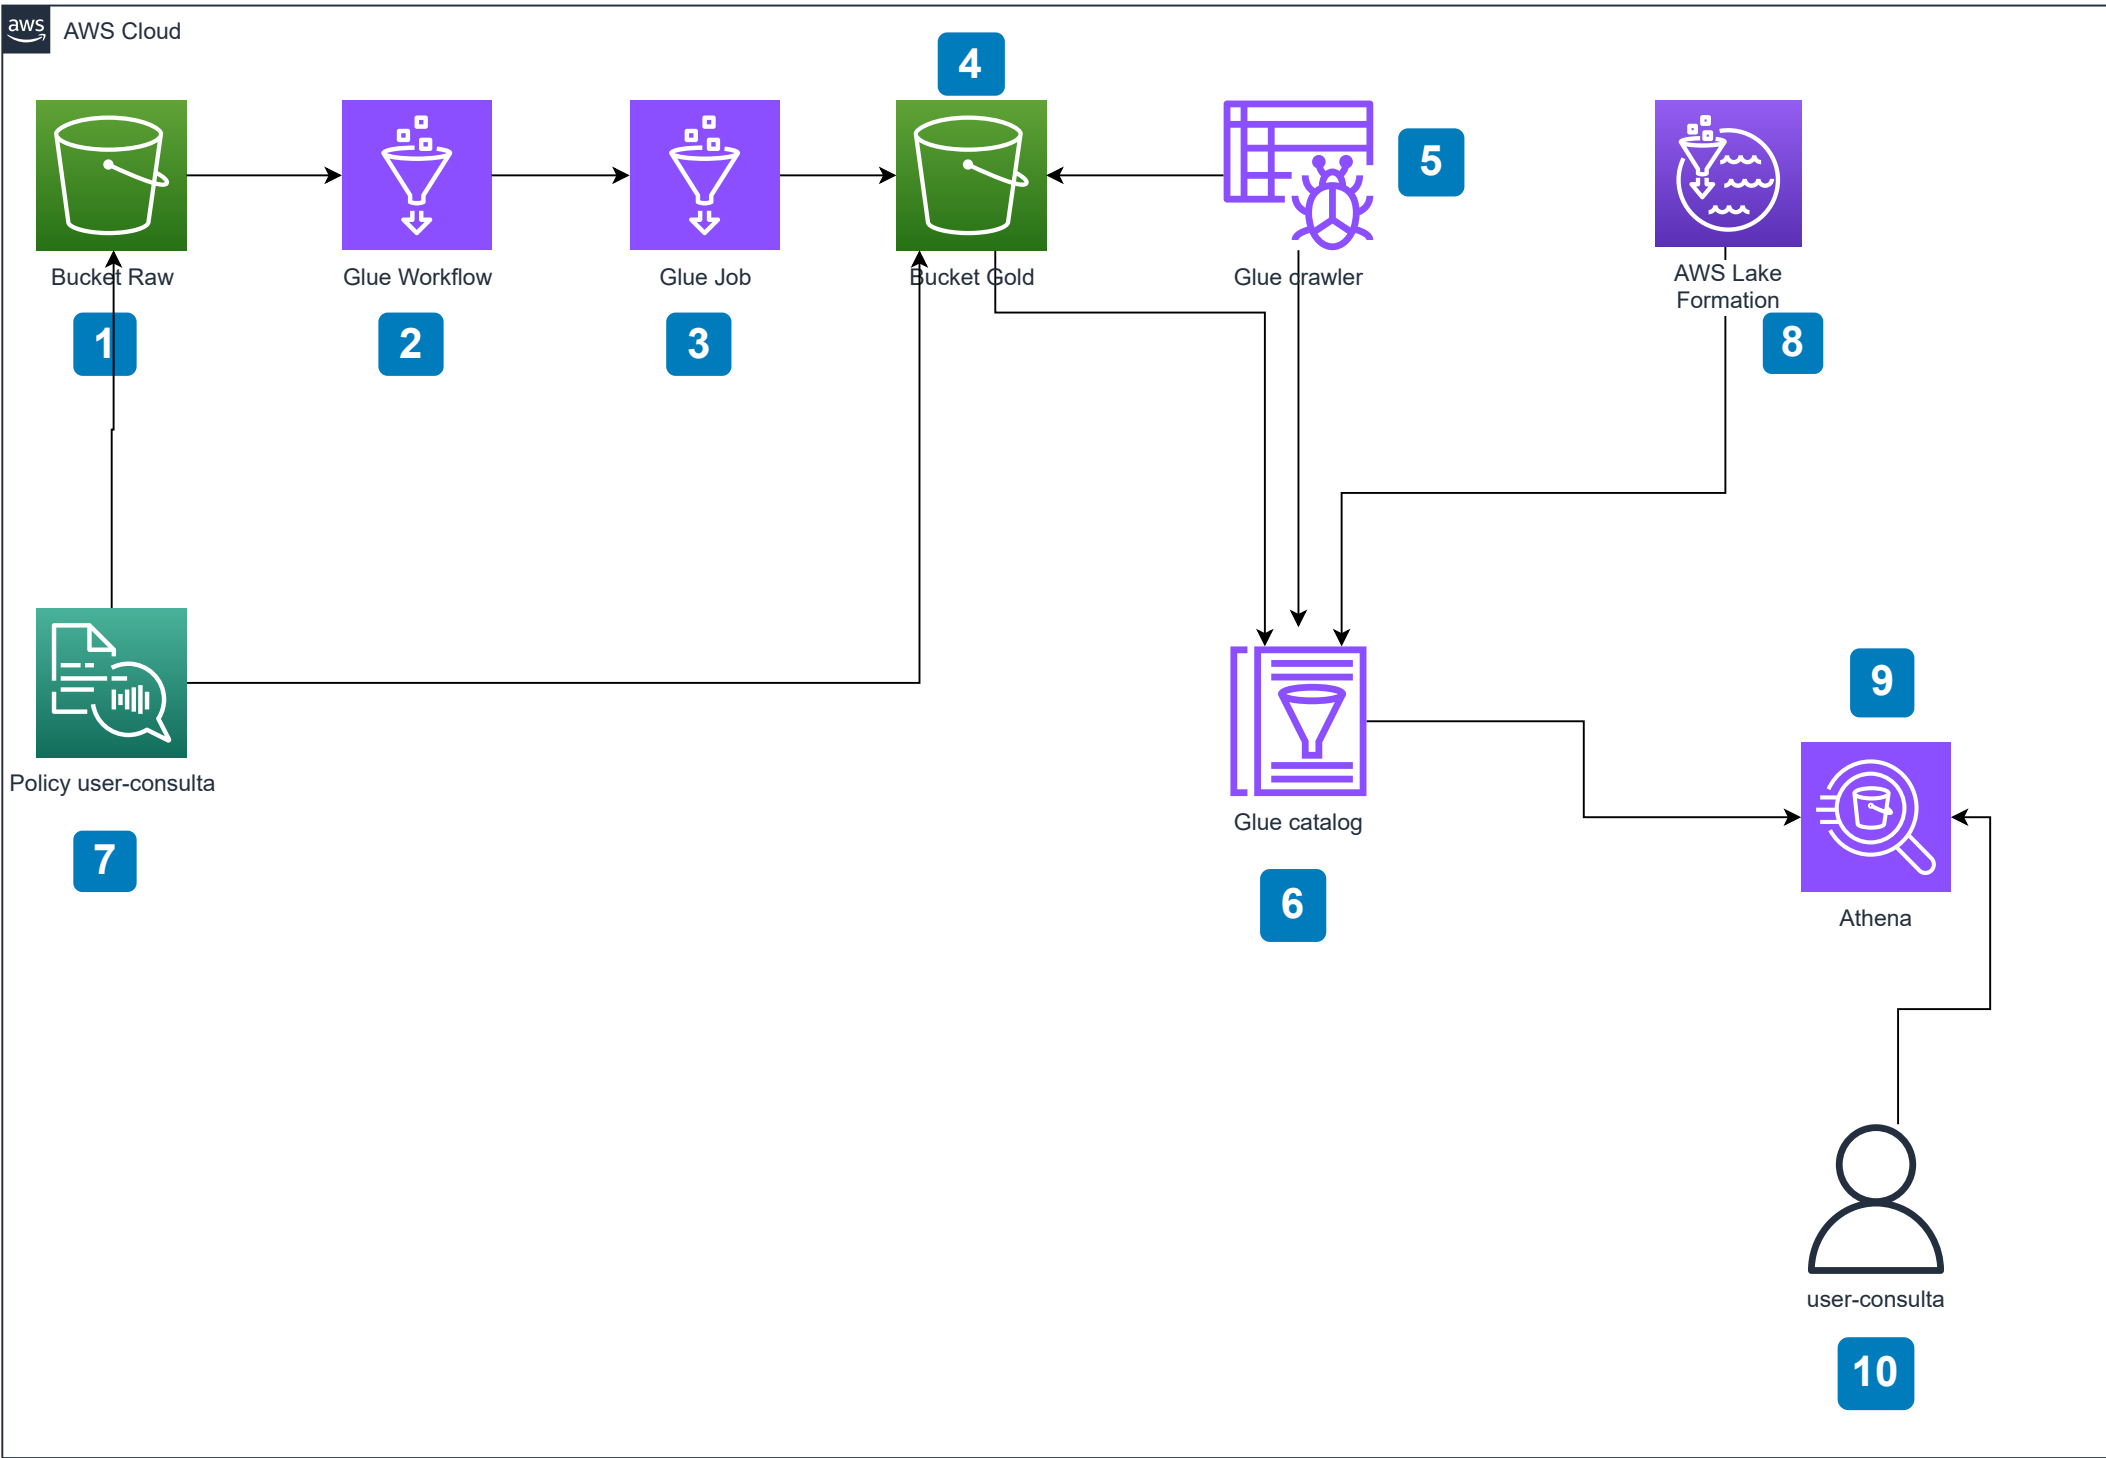 aws
AWS Cloud
4
5
Bucket Raw
Glue Workflow
Glue Job
Bucket Gold
Glue crawler
AWS Lake
Formation
1
2
3
8
9
Policy user-consulta
Glue catalog
7
6
Athena
user-consulta
10